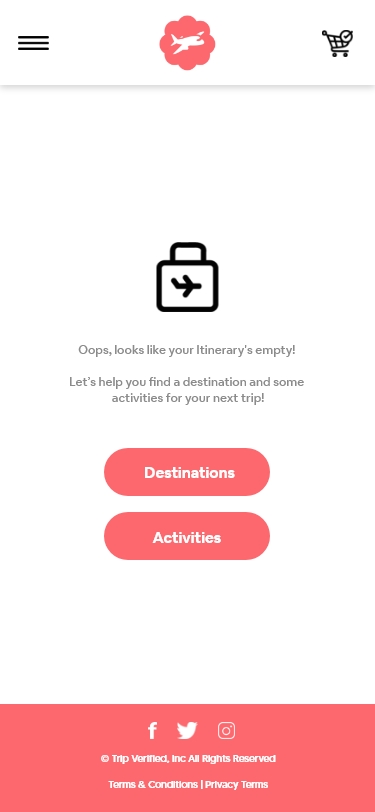 Oops, looks like your Itinerary's empty!
Let's help you find a destination and some
activities for your next trip!
Destinations
Activities
© Trip Verified, Inc All Rights Reserved
Terms & Conditions | Privacy Terms